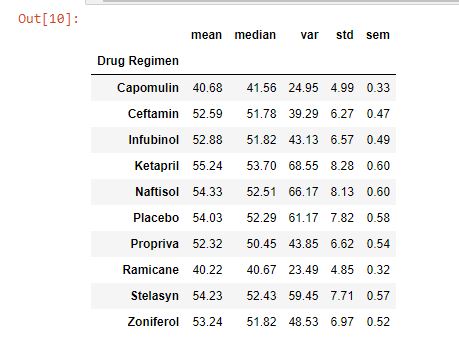 Out[10]:
mean median var std sem
Drug Regimen
Capomulin 40.68 41.56 24.95 4.99 0.33
Ceftamin 52.59 51.78 39.29 6.27 0.47
Infubinol 52.88 51.82 43.13 6.57 0.49
Ketapril 55.24 53.70 68.55 8.28 0.60
Naftisol 54.33 52.51 66.17 8.13 0.60
Placebo 54.03 52.29 61.17 7.82 0.58
Propriva 52.32 50.45 43.85 6.62 0.54
Ramicane 40.22 40.67 23.49 4.85 0.32
Stelasyn 54.23 52.43 59.45 7.71 0.57
Zoniferol 53.24 51.82 48.53 6.97 0.52